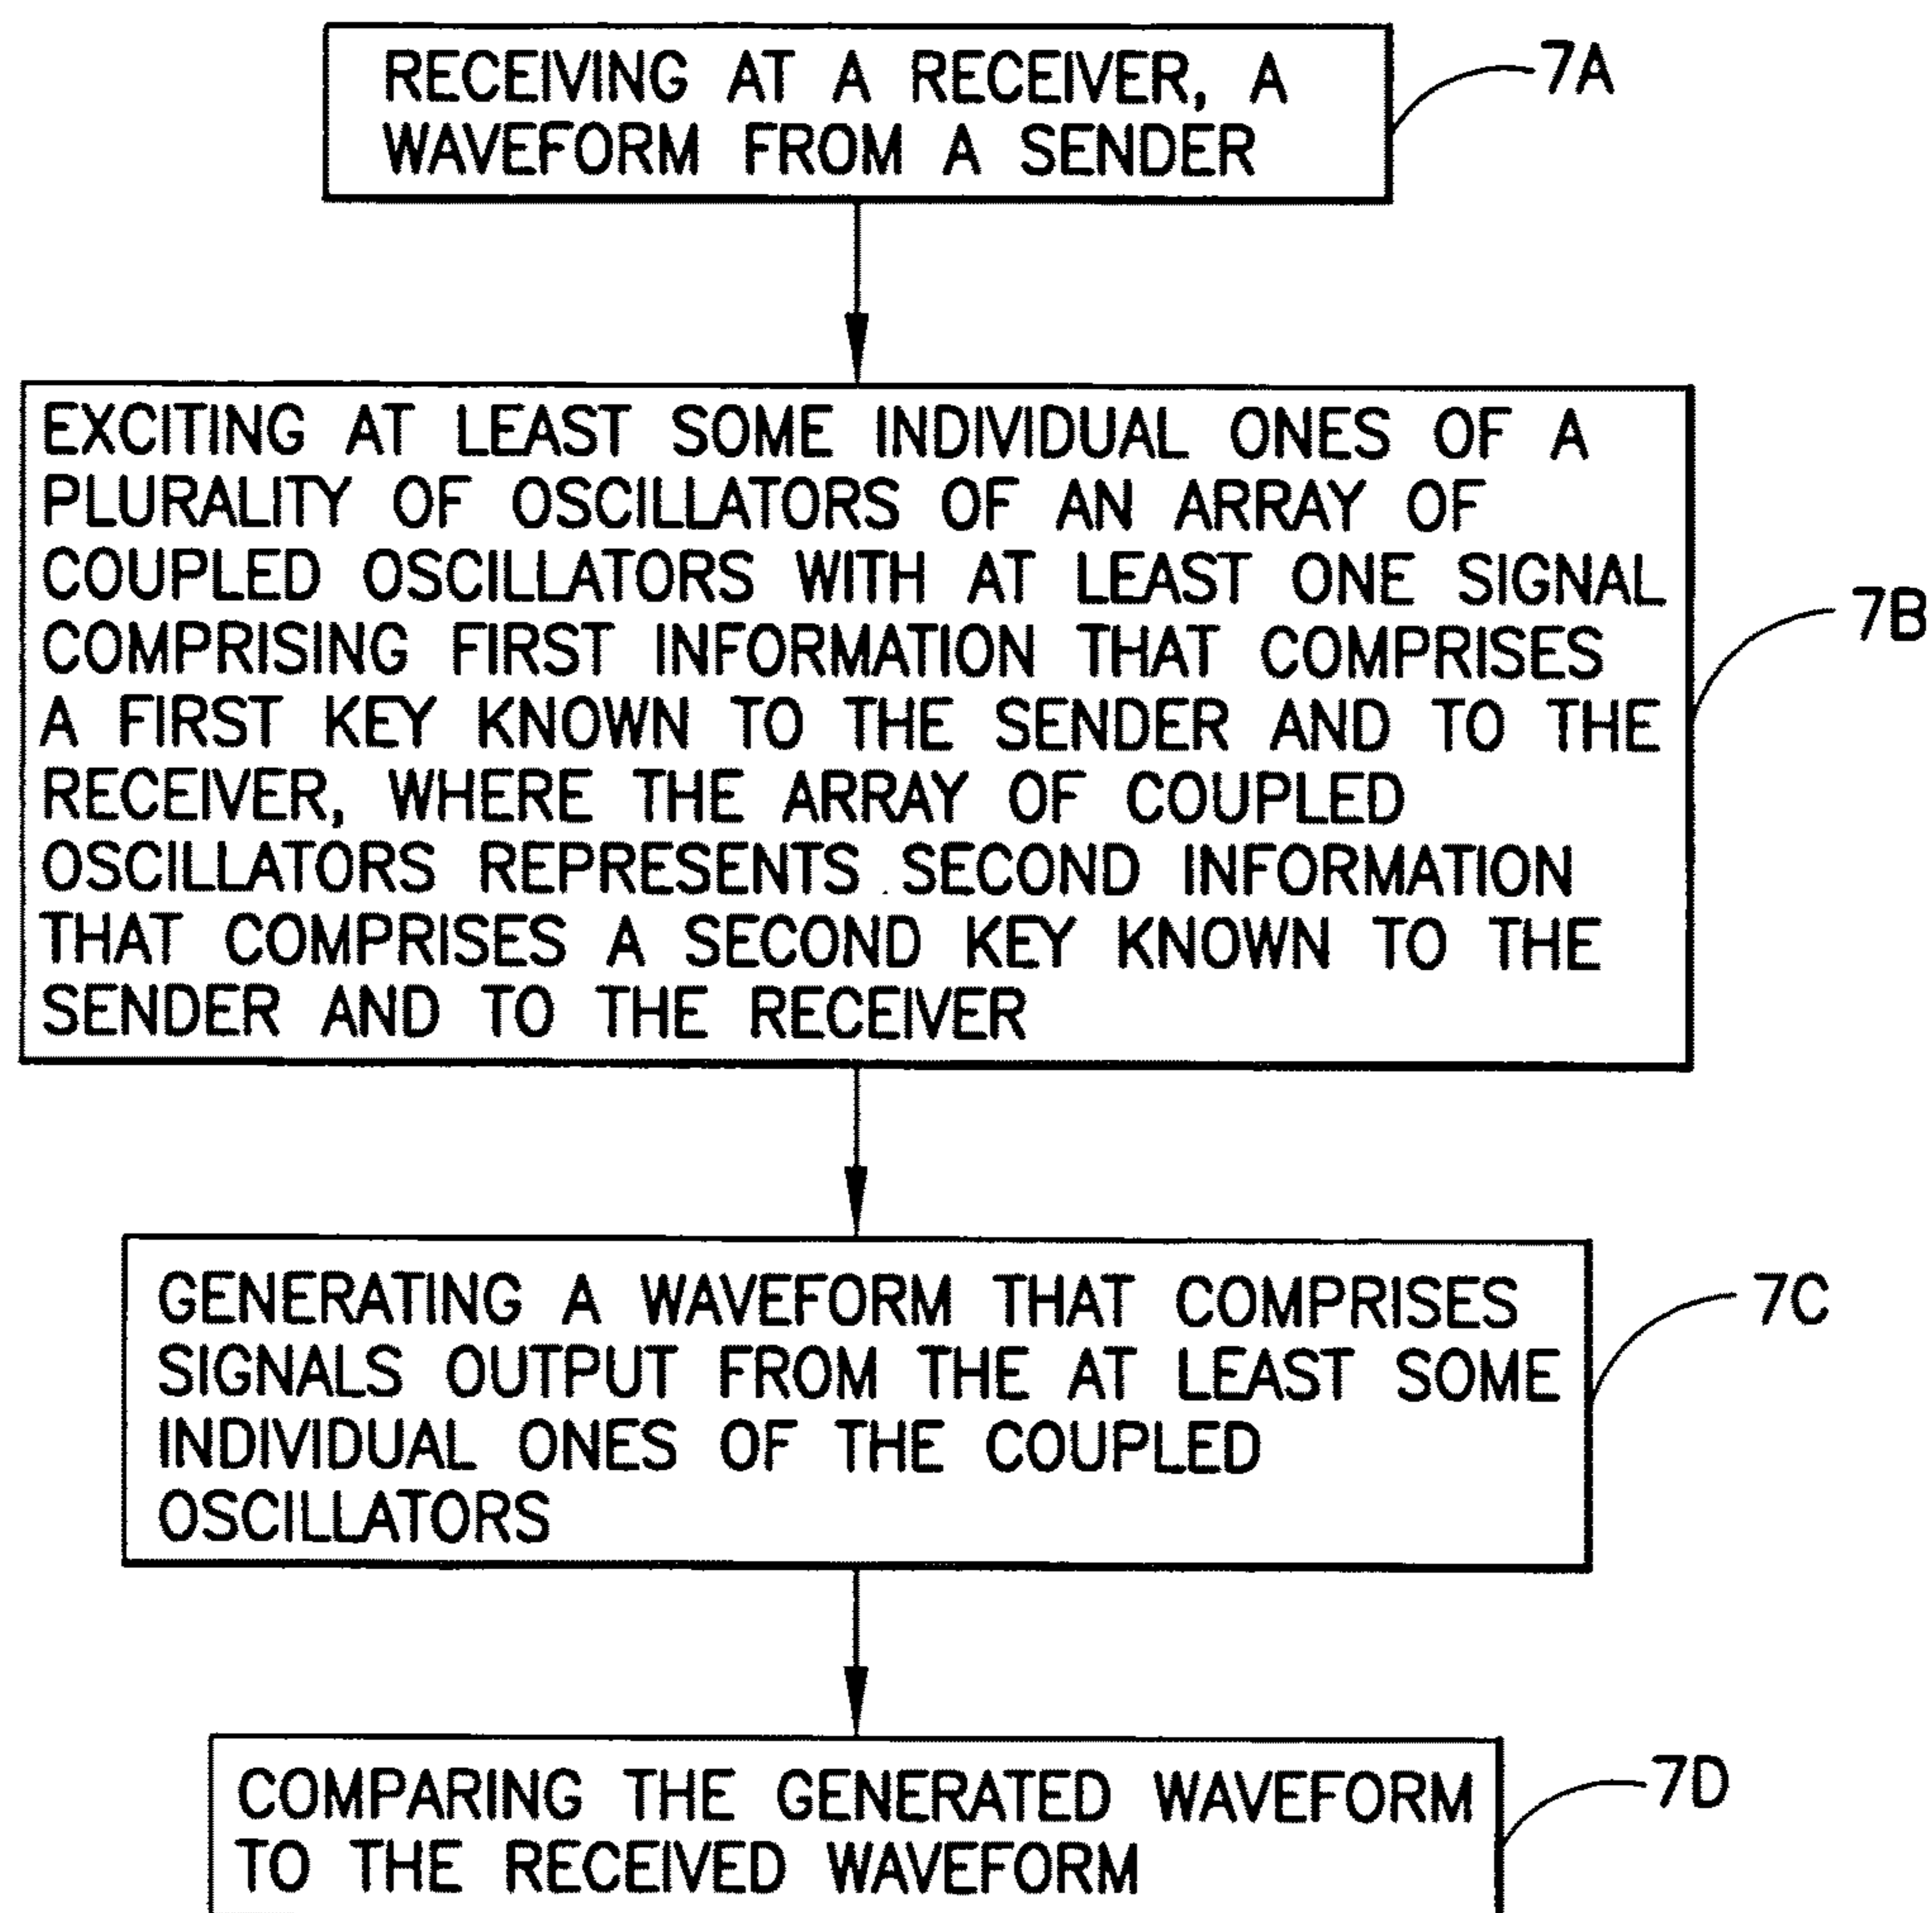 RECEIVING AT A RECEIVER, A
WAVEFORM FROM A SENDER
7A
EXCITING AT LEAST SOME INDIVIDUAL ONES OF A
PLURALITY OF OSCILLATORS OF AN ARRAY OF
COUPLED OSCILLATORS WITH AT LEAST ONE SIGNAL
COMPRISING FIRST INFORMATION THAT COMPRISES
A FIRST KEY KNOWN TO THE SENDER AND TO THE
RECEIVER, WHERE THE ARRAY OF COUPLED
OSCILLATORS REPRESENTS SECOND INFORMATION
THAT COMPRISES A SECOND KEY KNOWN TO THE
SENDER AND TO THE RECEIVER
7B
GENERATING A WAVEFORM THAT COMPRISES
SIGNALS OUTPUT FROM THE AT LEAST SOME
INDIVIDUAL ONES OF THE COUPLED
OSCILLATORS
7C
COMPARING THE GENERATED WAVEFORM
TO THE RECEIVED WAVEFORM
7D